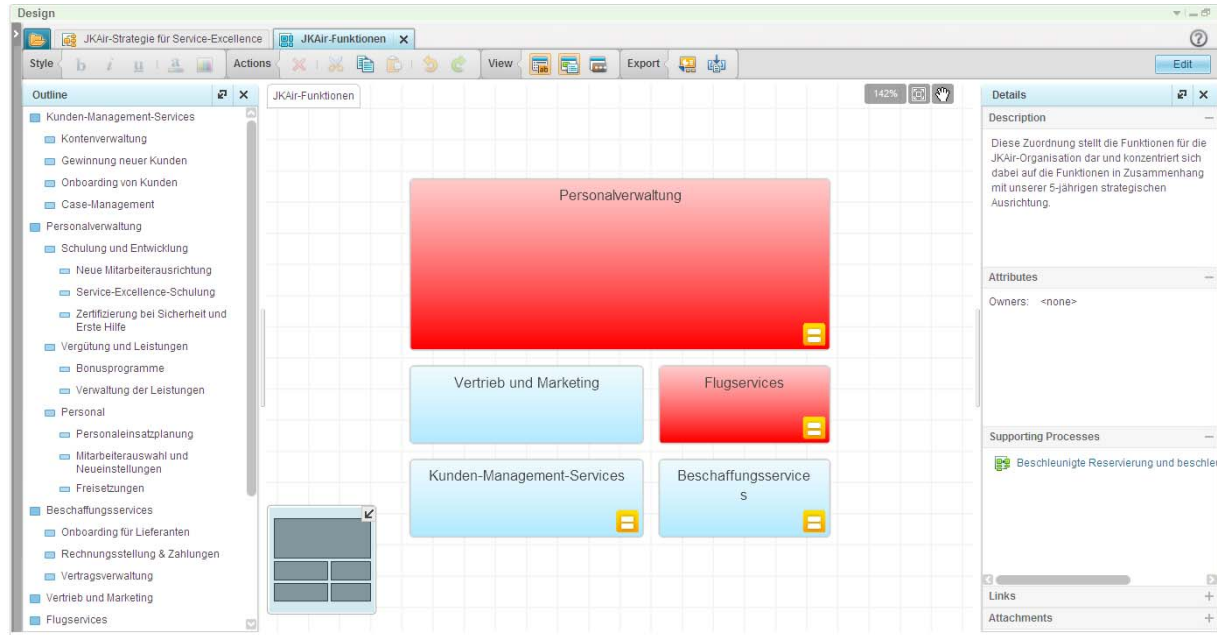 Design
JKAir-Strategie für Service-Excellence
JKAir-Funktionen
Style
b i u a
Actions
View
Export
Edit
Outline
Kunden-Management-Services
Kontenverwaltung
Gewinnung neuer Kunden
Onboarding von Kunden
Case-Management
Personalverwaltung
Schulung und Entwicklung
Neue Mitarbeiterausrichtung
Service-Excellence-Schulung
Zertifizierung bei Sicherheit und
Erste Hilfe
Vergütung und Leistungen
Bonusprogramme
Verwaltung der Leistungen
Personal
Personaleinsatzplanung
Mitarbeiterauswahl und
Neueinstellungen
Freisetzungen
Beschaffungsservices
Onboarding für Lieferanten
Rechnungsstellung & Zahlungen
Vertragsverwaltung
Vertrieb und Marketing
Flugservices
JKAir-Funktionen
142%
Personalverwaltung
Vertrieb und Marketing
Flugservices
Kunden-Management-Services
Beschaffungsservice
s
Details
Description
Diese Zuordnung stellt die Funktionen für die
JKAir-Organisation dar und konzentriert sich
dabei auf die Funktionen in Zusammenhang
mit unserer 5-jährigen strategischen
Ausrichtung.
Attributes
Owners: <none>
Supporting Processes
Beschleunigte Reservierung und beschleu
Links
Attachments